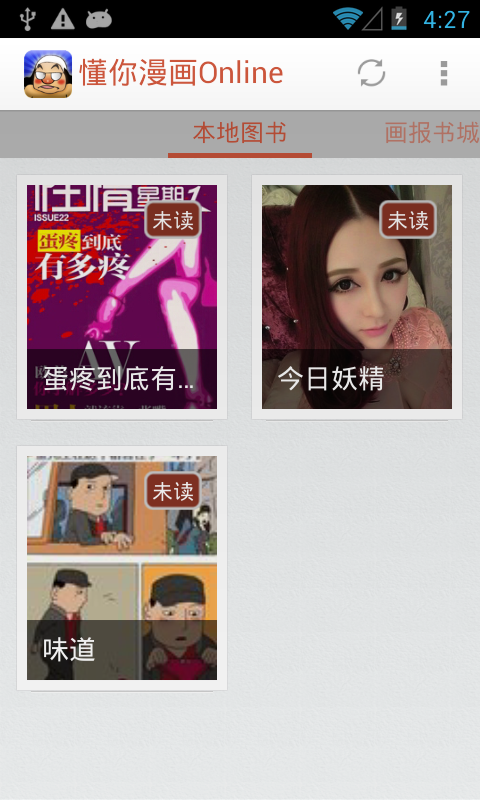 4:27
懂你漫画Online
本地图书
画报书城
性情星期1
ISSUE22
未读
蛋疼到底
有多疼
AV
蛋疼到底有...
未读
今日妖精
未读
味道